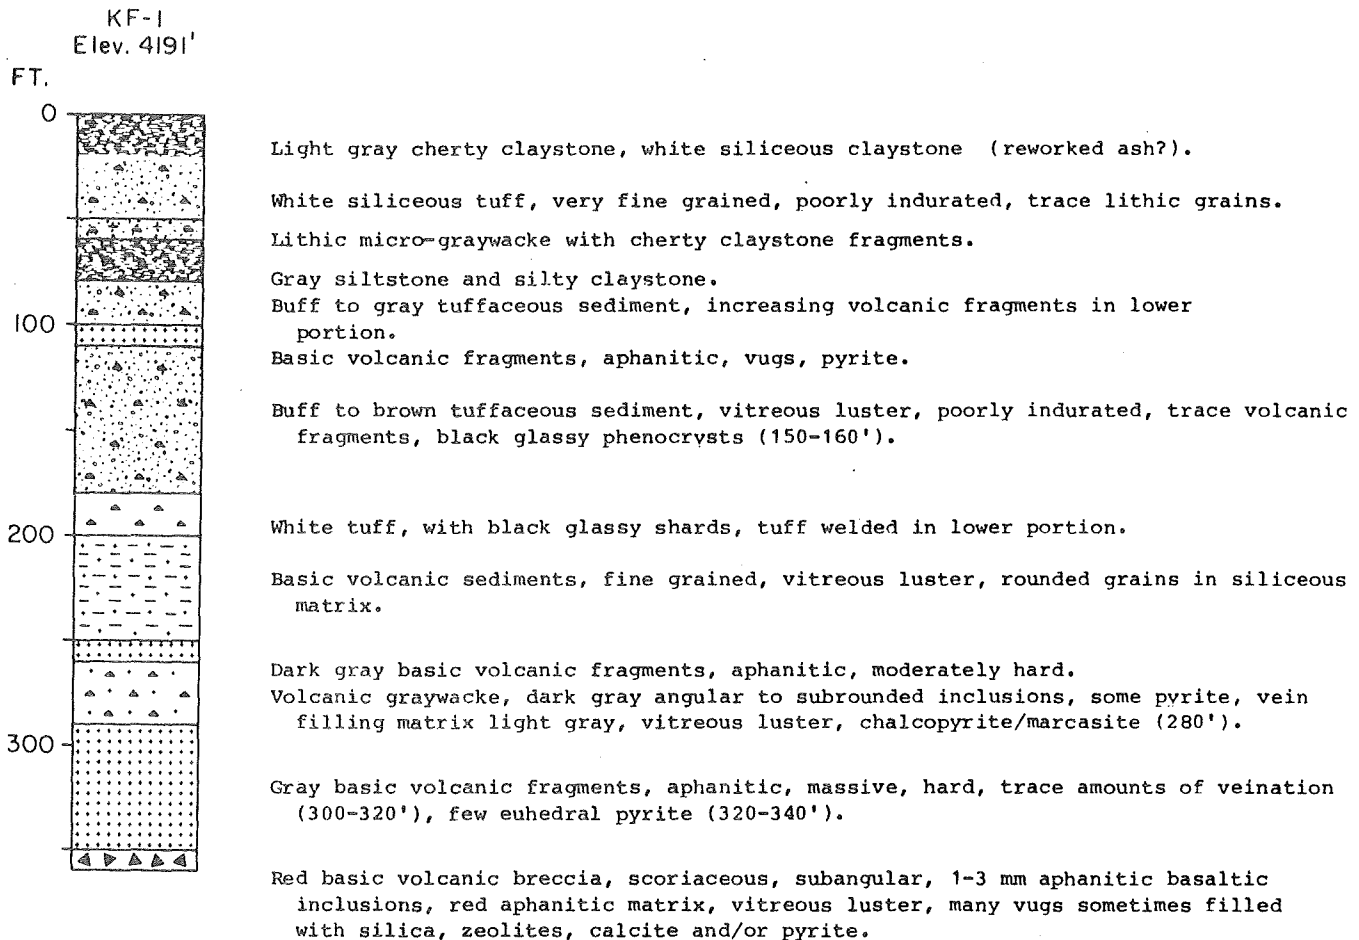 KF-1
Elev. 4191'
FT.
0
Light gray cherty claystone, white siliceous claystone (reworked ash?).
White siliceous tuff, very fine grained, poorly indurated, trace lithic grains.
Lithic micro-graywacke with cherty claystone fragments.
Gray siltstone and silty claystone.
Buff to gray tuffaceous sediment, increasing volcanic fragments in lower
portion.
100
Basic volcanic fragments, aphanitic, vugs, pyrite.
Buff to brown tuffaceous sediment, vitreous luster, poorly indurated, trace volcanic
fragments, black glassy phenocrysts (150-160').
200
White tuff, with black glassy shards, tuff welded in lower portion.
Basic volcanic sediments, fine grained, vitreous luster, rounded grains in siliceous
matrix.
Dark gray basic volcanic fragments, aphanitic, moderately hard.
Volcanic graywacke, dark gray angular to subrounded inclusions, some pyrite, vein
filling matrix light gray, vitreous luster, chalcopyrite/marcasite (280').
300
Gray basic volcanic fragments, aphanitic, massive, hard, trace amounts of veination
(300-320'), few euhedral pyrite (320-340').
Red basic volcanic breccia, scoriaceous, subangular, 1-3 mm aphanitic basaltic
inclusions, red aphanitic matrix, vitreous luster, many vugs sometimes filled
with silica, zeolites, calcite and/or pyrite.